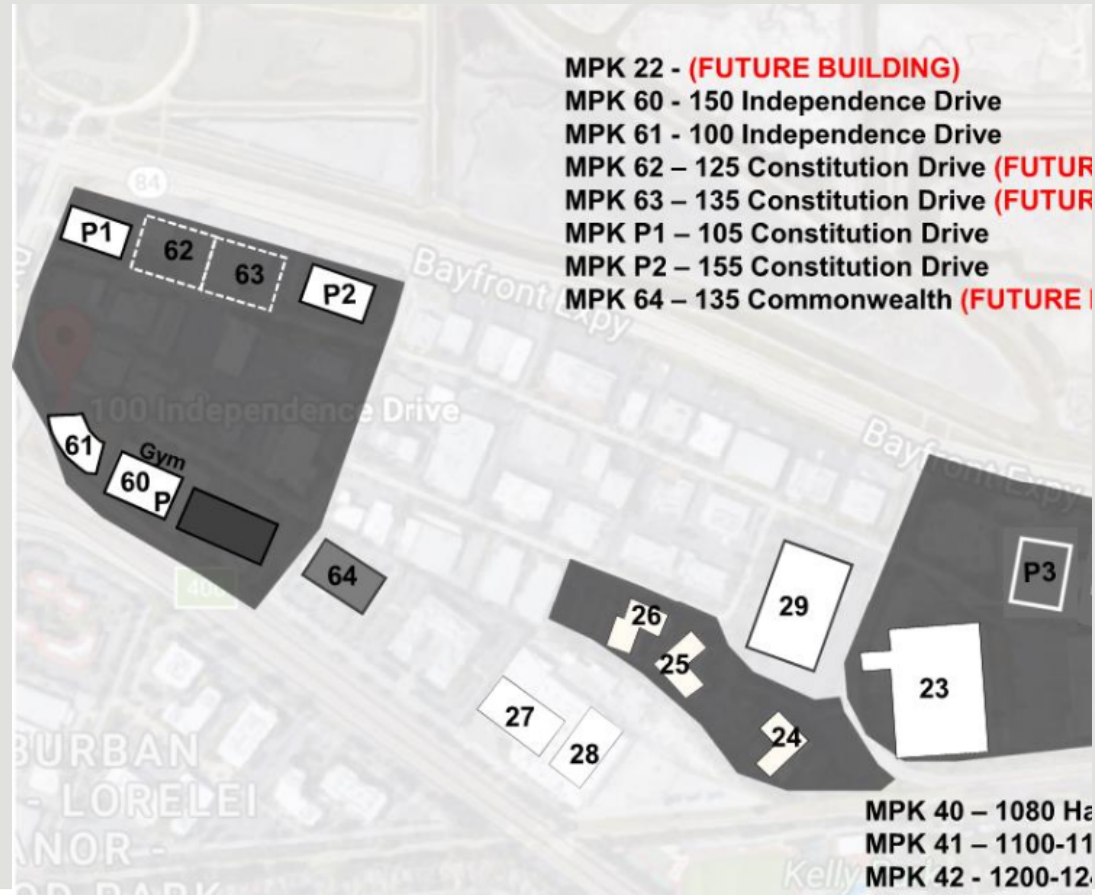 MPK 22 - (FUTURE BUILDING)
MPK 60 - 150 Independence Drive
MPK 61 - 100 Independence Drive
MPK 62 – 125 Constitution Drive (FUTUR
MPK 63 – 135 Constitution Drive (FUTUR
MPK P1 – 105 Constitution Drive
MPK P2 – 155 Constitution Drive
MPK 64 – 135 Commonwealth (FUTURE
84
P1
62
63
P2
Bayfront Expy
100 Independence Drive
61
Gym
60
P
64
400
Bayfront Expy
P3
26
29
25
23
27
28
24
BURBAN
- LORELEI
ANOR -
OD PARK
Kelly
MPK 40 – 1080 Ha
MPK 41 – 1100-11
MPK 42 - 1200-12